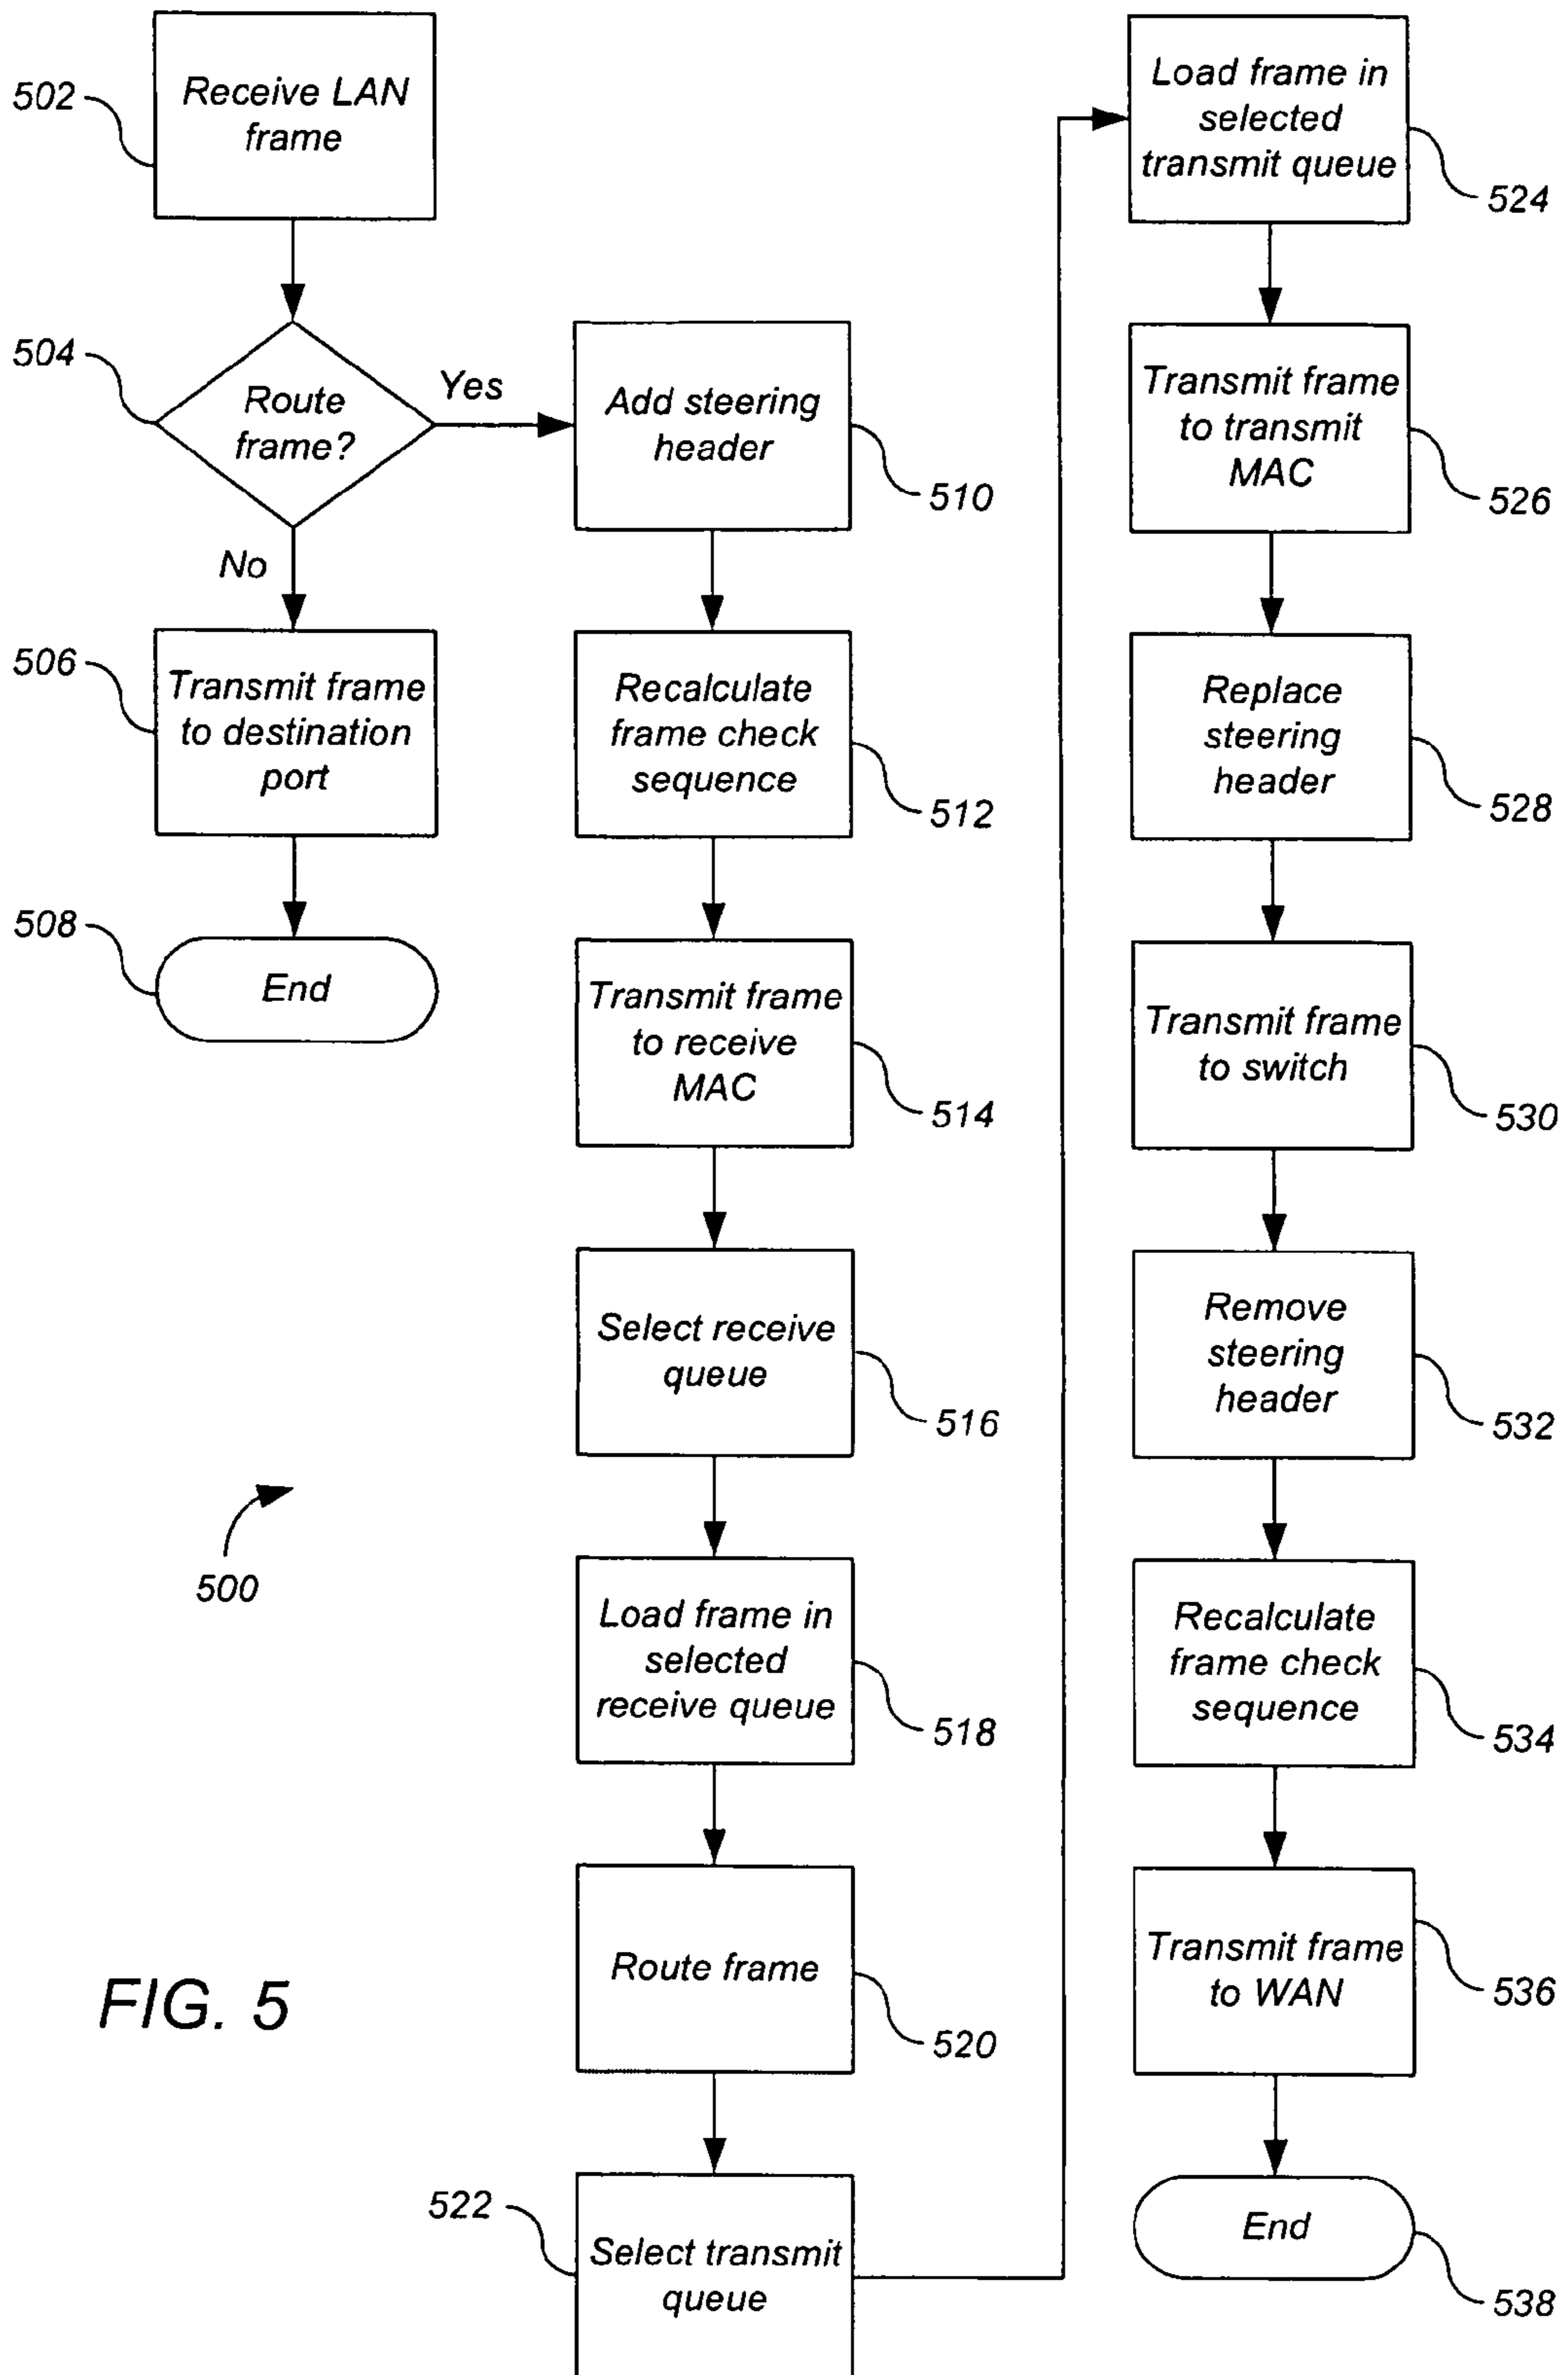 502
Receive LAN
frame
504
Route
frame?
Yes
No
506
Transmit frame
to destination
port
508
End
500
FIG. 5
Add steering
header
510
Recalculate
frame check
sequence
512
Transmit frame
to receive
MAC
514
Select receive
queue
516
Load frame in
selected
receive queue
518
Route frame
520
522
Select transmit
queue
Load frame in
selected
transmit queue
524
Transmit frame
to transmit
MAC
526
Replace
steering
header
528
Transmit frame
to switch
530
Remove
steering
header
532
Recalculate
frame check
sequence
534
Transmit frame
to WAN
536
End
538